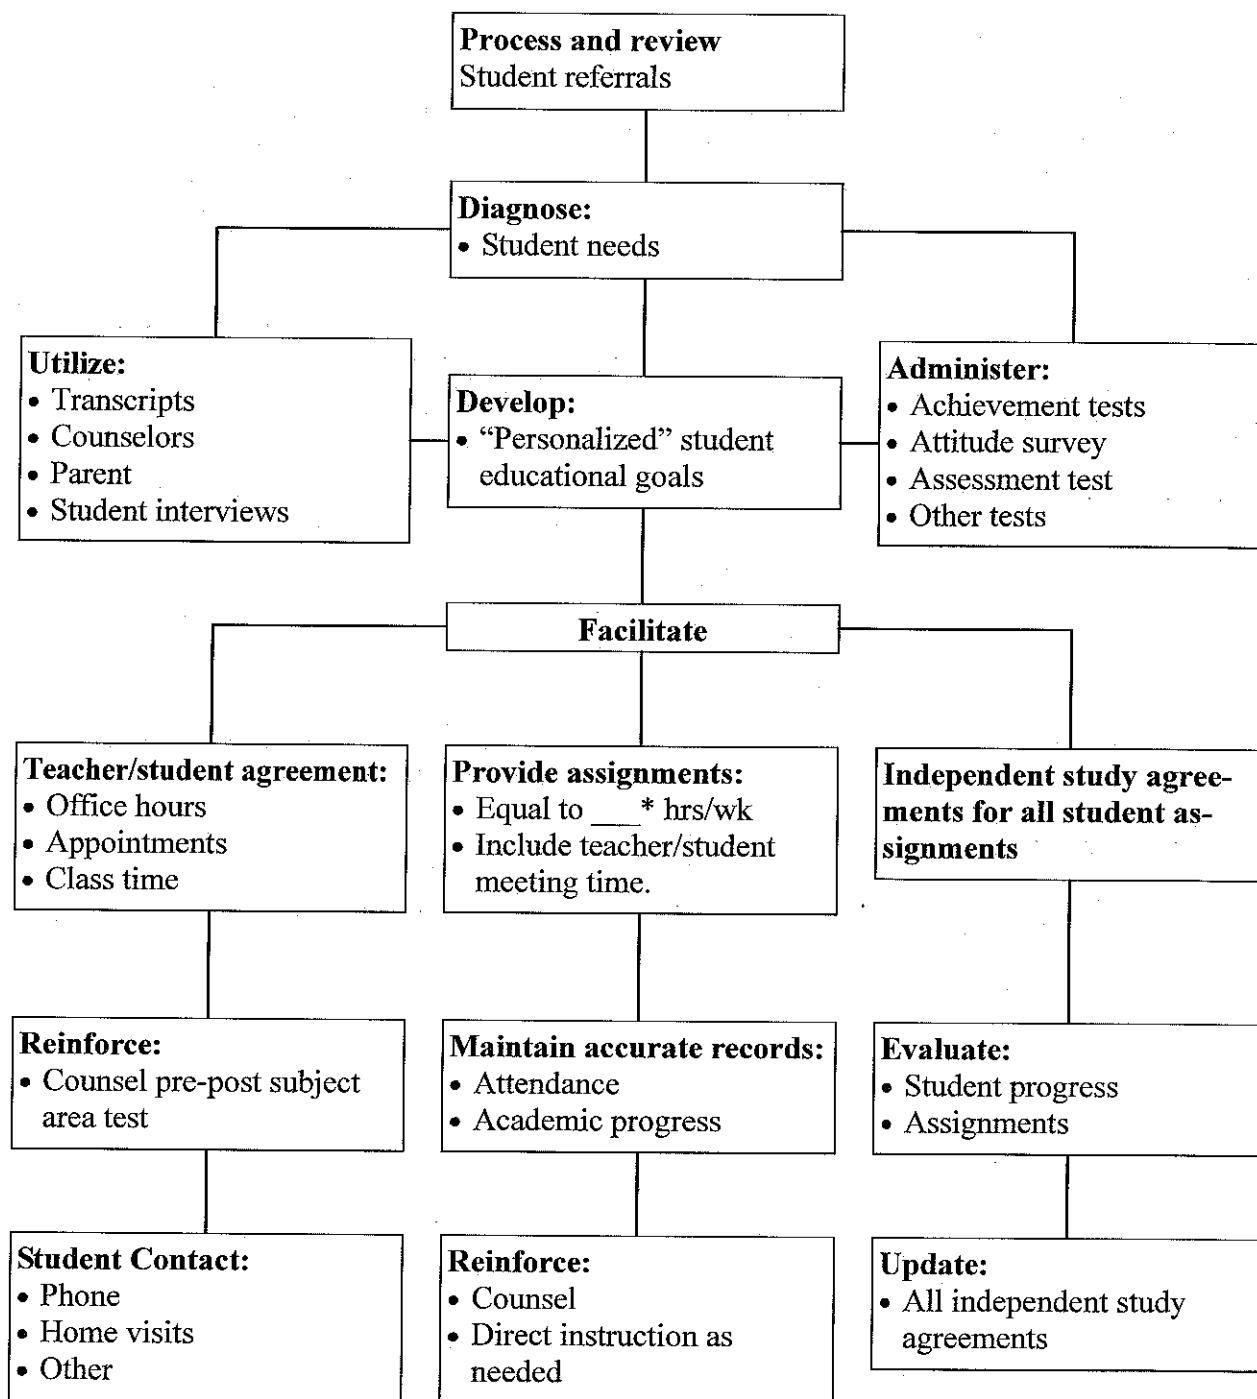 Process and review
Student referrals
Diagnose:
• Student needs
Utilize:
• Transcripts
• Counselors
• Parent
• Student interviews
Develop:
• “Personalized” student
educational goals
Administer:
• Achievement tests
• Attitude survey
• Assessment test
• Other tests
Facilitate
Teacher/student agreement:
• Office hours
• Appointments
• Class time
Provide assignments:
• Equal to ___* hrs/wk
• Include teacher/student
meeting time.
Independent study agree-
ments for all student as-
signments
Reinforce:
• Counsel pre-post subject
area test
Maintain accurate records:
• Attendance
• Academic progress
Evaluate:
• Student progress
• Assignments
Student Contact:
• Phone
• Home visits
• Other
Reinforce:
• Counsel
• Direct instruction as
needed
Update:
• All independent study
agreements